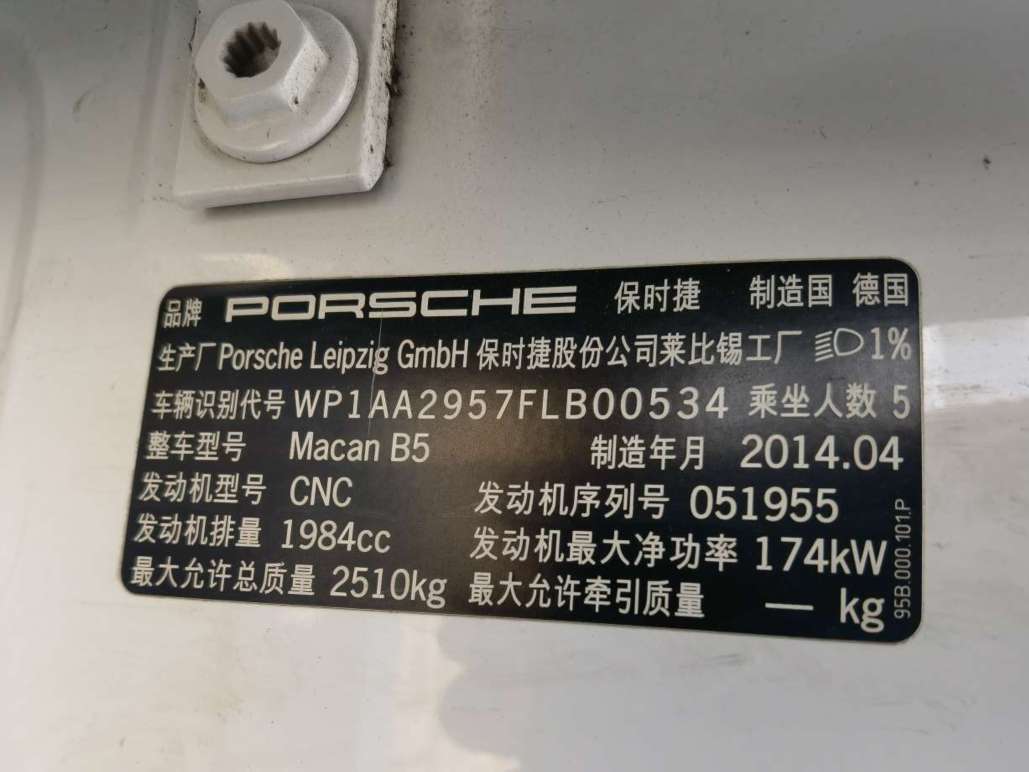 品牌 PORSCHE 保时捷 制造国 德国
生产厂 Porsche Leipzig GmbH 保时捷股份公司莱比锡工厂 1%
车辆识别代号 WP1AA2957FLB00534 乘坐人数 5
整车型号 Macan B5 制造年月 2014.04
发动机型号 CNC 发动机序列号 051955
发动机排量 1984cc 发动机最大净功率 174kW
最大允许总质量 2510kg 最大允许牵引质量 — kg
95B.000.101.P